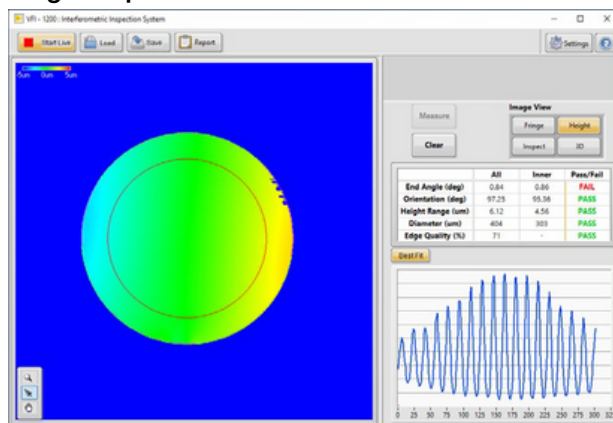 VFI - 1200 : Interferometric Inspection System
Start Live Load Save Report Settings
-5um 0um 5um
Measure
Clear
Image View
Fringe Height
Inspect 3D
All Inner Pass/Fail
End Angle (deg) 0.84 0.86 FAIL
Orientation (deg) 97.25 95.36 PASS
Height Range (um) 6.12 4.56 PASS
Diameter (um) 404 303 PASS
Edge Quality (%) 71 - PASS
Best Fit
0 25 50 75 100 125 150 175 200 225 250 275 300 325